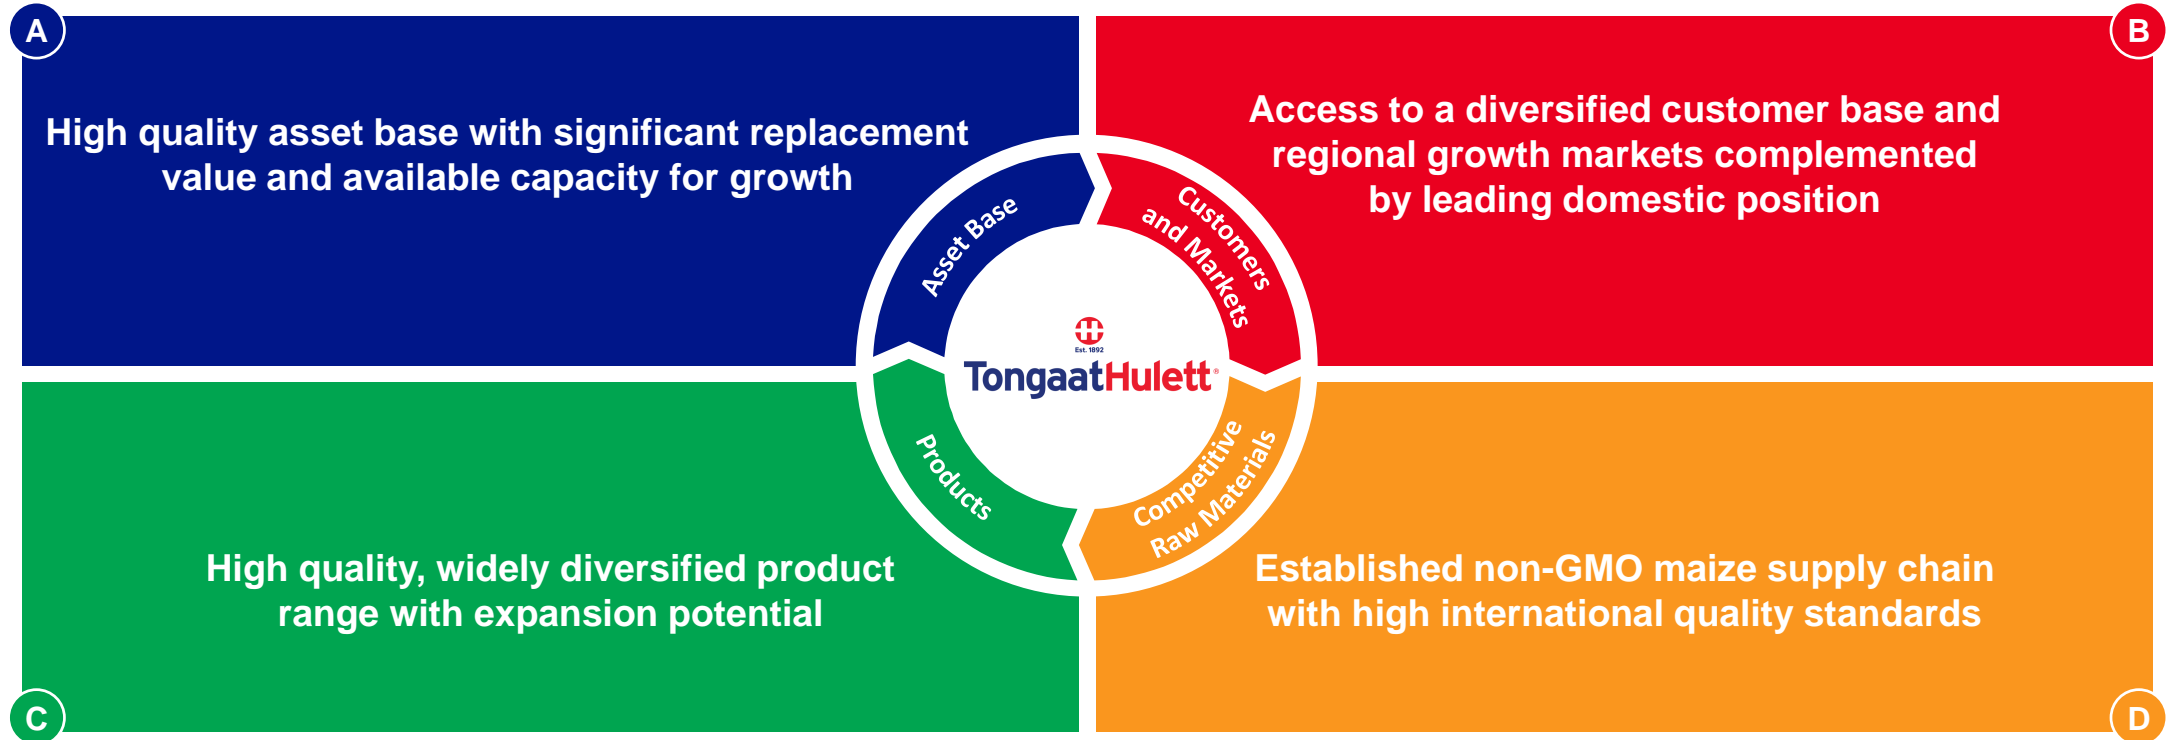 A
High quality asset base with significant replacement
value and available capacity for growth
B
Access to a diversified customer base and
regional growth markets complemented
by leading domestic position
Asset Base
Customers
and Markets
Est. 1892
TongaatHulett®
Products
Competitive
Raw Materials
C
High quality, widely diversified product
range with expansion potential
D
Established non-GMO maize supply chain
with high international quality standards